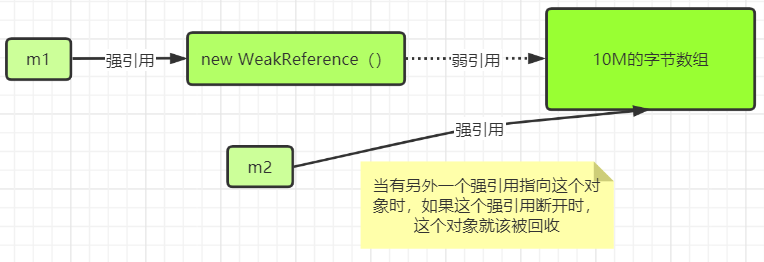 m1
强引用
new WeakReference（）
弱引用
10M的字节数组
强引用
m2
当有另外一个强引用指向这个对
象时，如果这个强引用断开时，
这个对象就该被回收